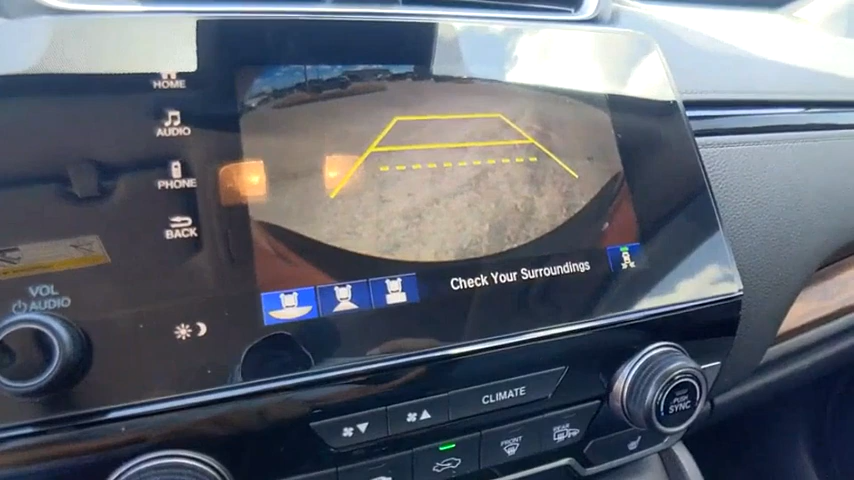 HOME
AUDIO
PHONE
BACK
VOL
AUDIO
Check Your Surroundings
CLIMATE
FRONT
REAR
PUSH
SYNC